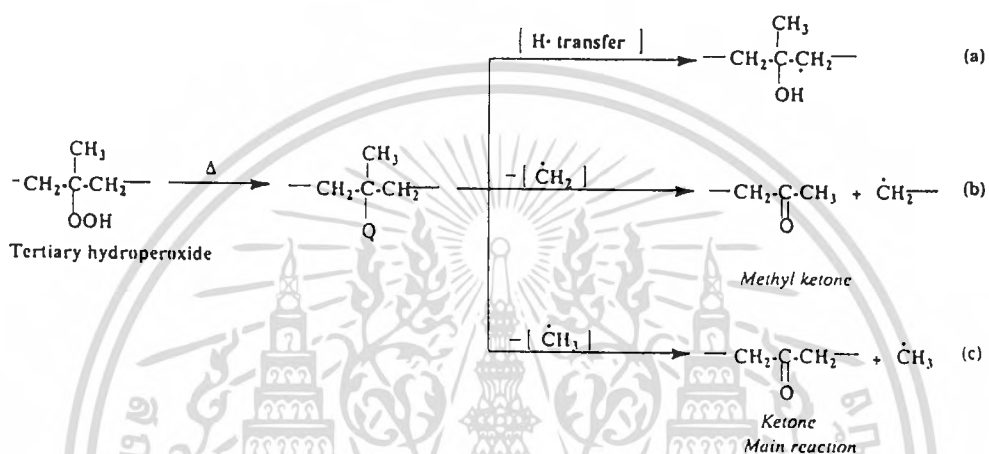 CH₃
[ H· transfer ] —CH₂-C-ĊH₂— (a)
OH
CH₃ CH₃
-CH₂-C-CH₂— Δ —CH₂-C-CH₂— –[ ĊH₂ ] —CH₂-C-CH₃ + ĊH₂— (b)
OOH Q O
Tertiary hydroperoxide
Methyl ketone
–[ ĊH₃ ] —CH₂-C-CH₂— + ĊH₃ (c)
O
Ketone
Main reaction